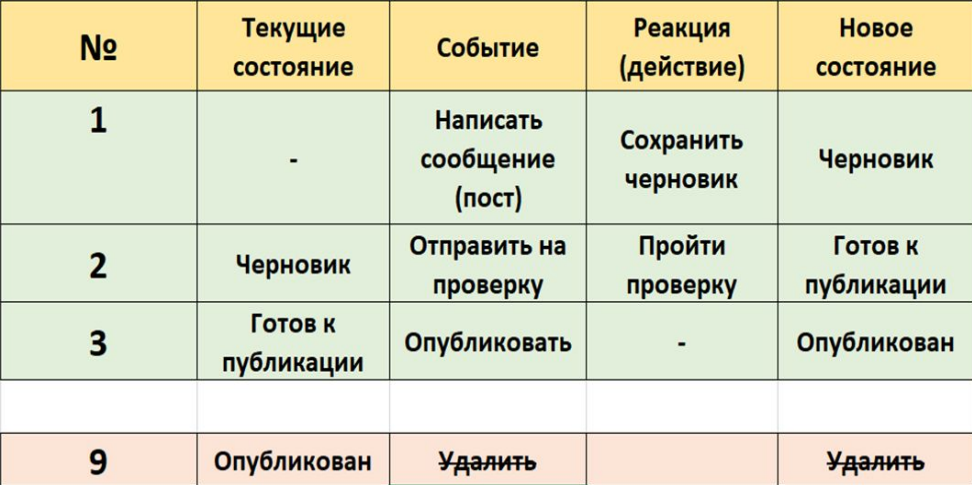 №
Текущие
состояние
Событие
Реакция
(действие)
Новое
состояние
1
-
Написать
сообщение
(пост)
Сохранить
черновик
Черновик
2
Черновик
Отправить на
проверку
Пройти
проверку
Готов к
публикации
3
Готов к
публикации
Опубликовать
-
Опубликован
9
Опубликован
Удалить
Удалить